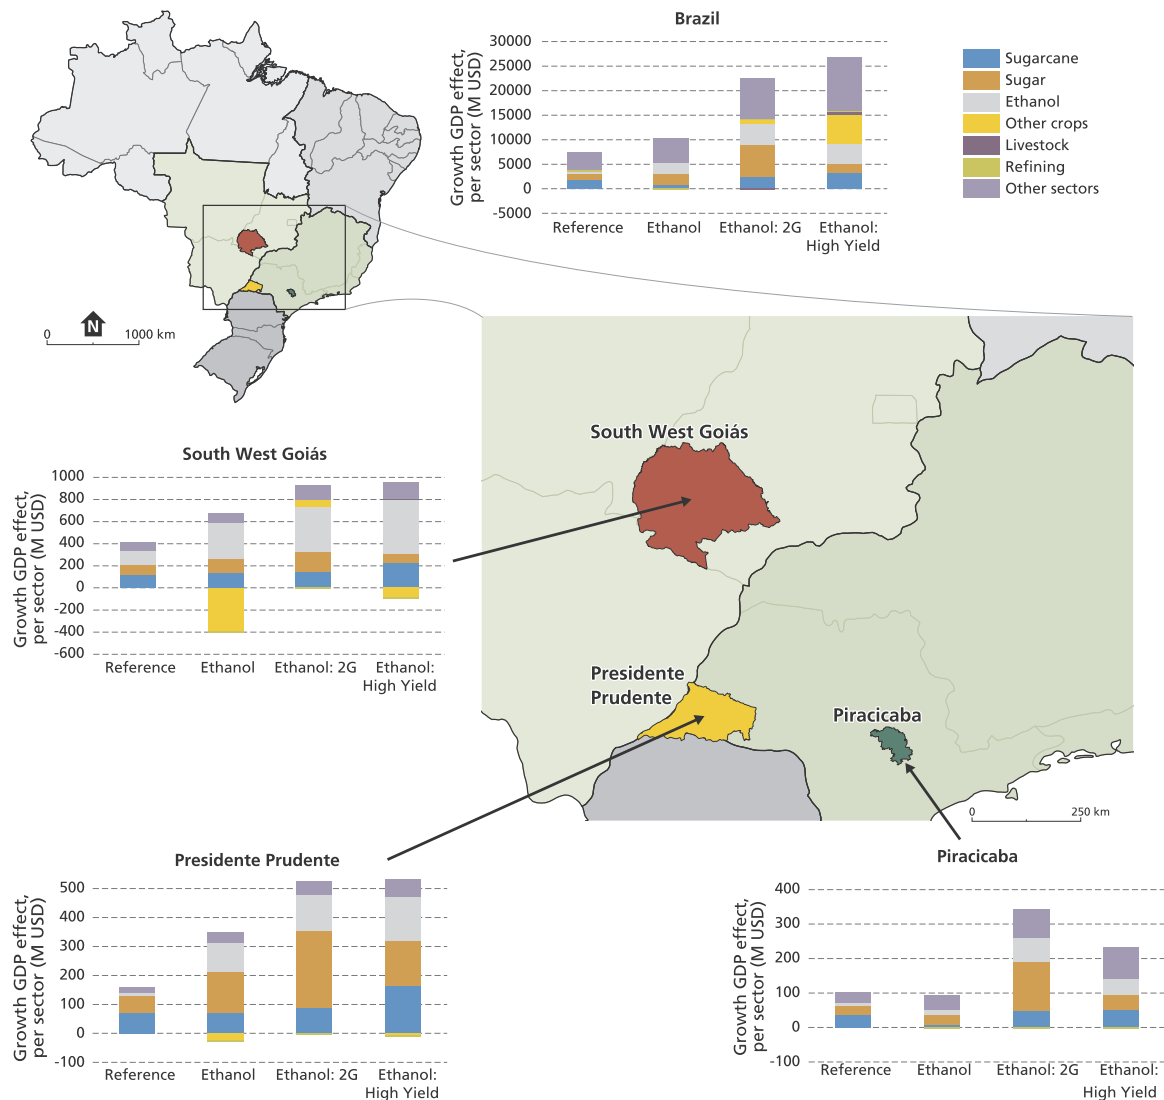 Brazil
Growth GDP effect,
per sector (M USD)
30000
25000
20000
15000
10000
5000
0
-5000
Reference
Ethanol
Ethanol: 2G
Ethanol:
High Yield
Sugarcane
Sugar
Ethanol
Other crops
Livestock
Refining
Other sectors
N
0 1000 km
South West Goiás
Presidente
Prudente
Piracicaba
0 250 km
South West Goiás
Growth GDP effect,
per sector (M USD)
1000
800
600
400
200
0
-200
-400
-600
Reference
Ethanol
Ethanol: 2G
Ethanol:
High Yield
Presidente Prudente
Growth GDP effect,
per sector (M USD)
500
400
300
200
100
0
-100
Reference
Ethanol
Ethanol: 2G
Ethanol:
High Yield
Piracicaba
Growth GDP effect,
per sector (M USD)
400
300
200
100
0
-100
Reference
Ethanol
Ethanol: 2G
Ethanol:
High Yield